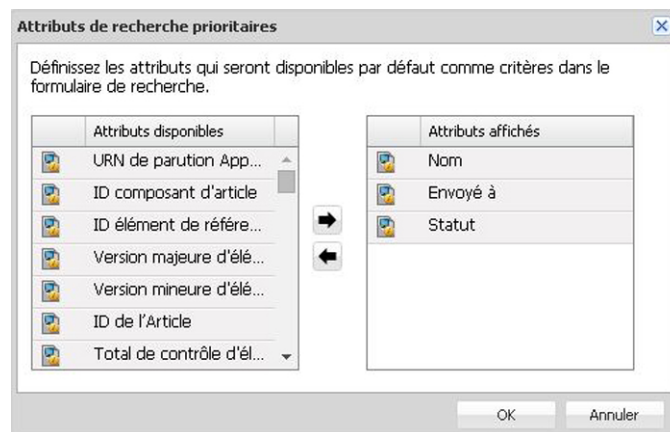 Attributs de recherche prioritaires
Définissez les attributs qui seront disponibles par défaut comme critères dans le
formulaire de recherche.
Attributs disponibles
URN de parution App...
ID composant d'article
ID élément de référe...
Version majeure d'élé...
Version mineure d'élé...
ID de l'Article
Total de contrôle d'él...
Attributs affichés
Nom
Envoyé à
Statut
OK
Annuler